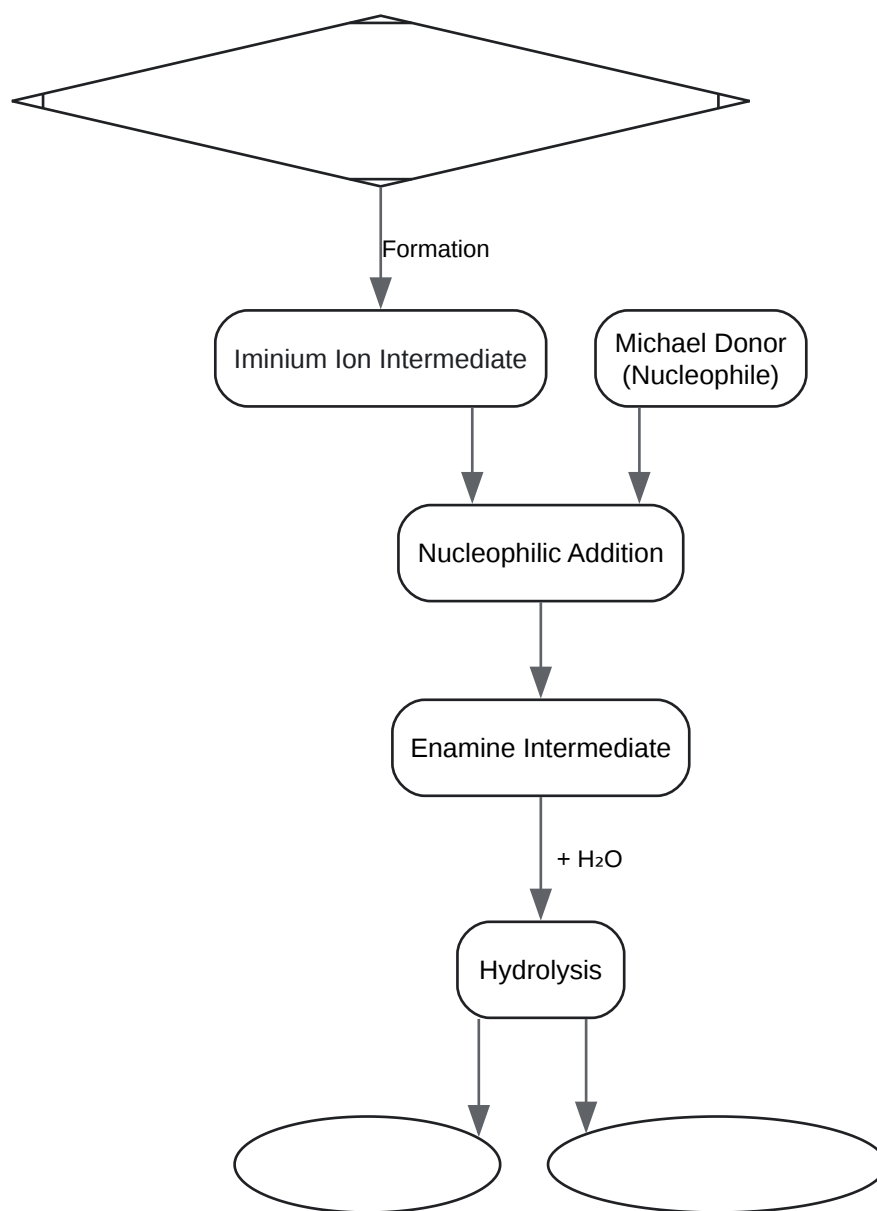 Formation
Iminium Ion Intermediate
Michael Donor
(Nucleophile)
Nucleophilic Addition
Enamine Intermediate
+ H₂O
Hydrolysis